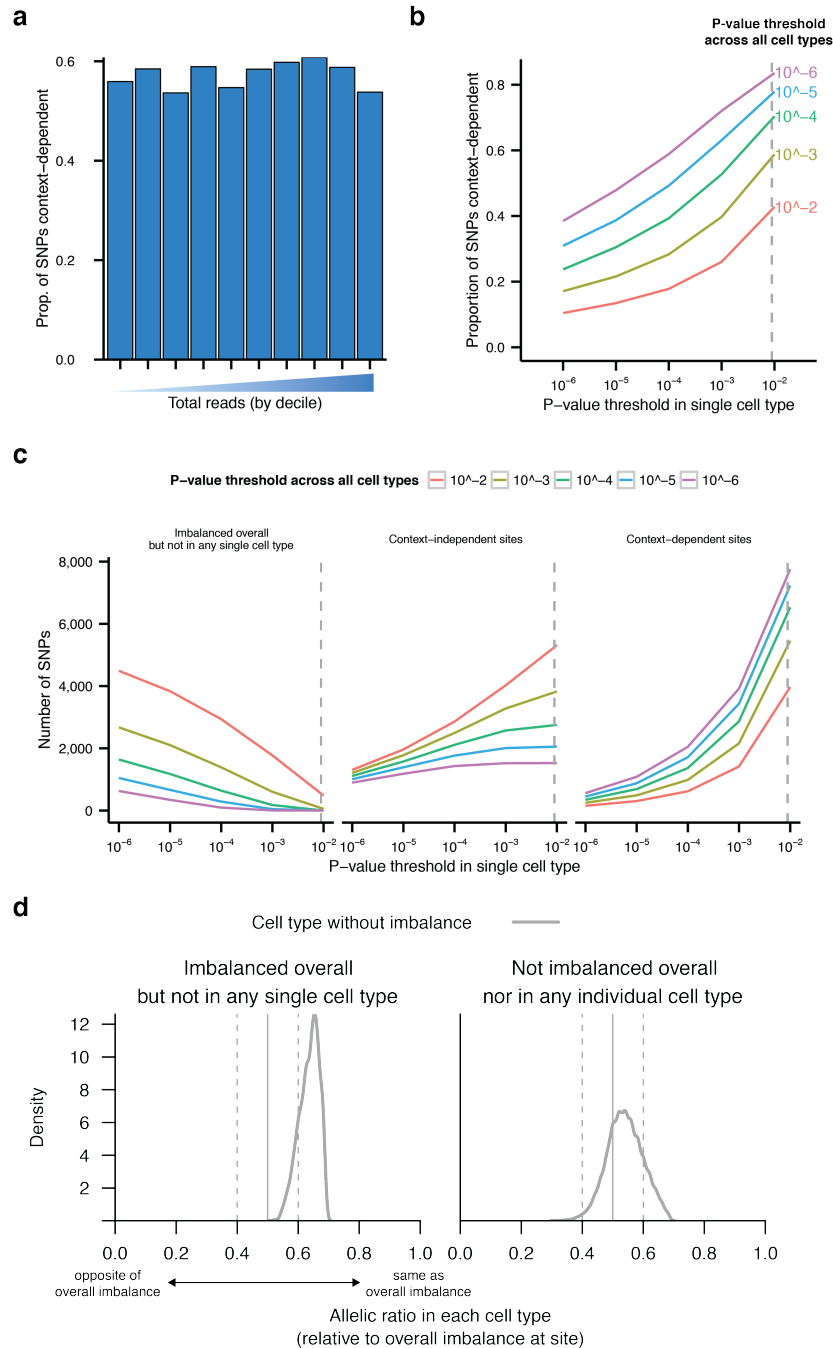 a
Prop. of SNPs context−dependent
0.6
0.4
0.2
0.0
Total reads (by decile)
b
P-value threshold
across all cell types
Proportion of SNPs context−dependent
0.8
0.6
0.4
0.2
0.0
10^−6
10^−5
10^−4
10^−3
10^−2
10⁻⁶ 10⁻⁵ 10⁻⁴ 10⁻³ 10⁻²
P−value threshold in single cell type
c
P−value threshold across all cell types 10^−2 10^−3 10^−4 10^−5 10^−6
Imbalanced overall
but not in any single cell type
Context−independent sites
Context−dependent sites
Number of SNPs
8,000
6,000
4,000
2,000
0
10⁻⁶ 10⁻⁵ 10⁻⁴ 10⁻³ 10⁻² 10⁻⁶ 10⁻⁵ 10⁻⁴ 10⁻³ 10⁻² 10⁻⁶ 10⁻⁵ 10⁻⁴ 10⁻³ 10⁻²
P−value threshold in single cell type
d
Cell type without imbalance
Imbalanced overall
but not in any single cell type
Not imbalanced overall
nor in any individual cell type
Density
12
10
8
6
4
2
0.0 0.2 0.4 0.6 0.8 1.0
0.0 0.2 0.4 0.6 0.8 1.0
opposite of
overall imbalance
same as
overall imbalance
Allelic ratio in each cell type
(relative to overall imbalance at site)